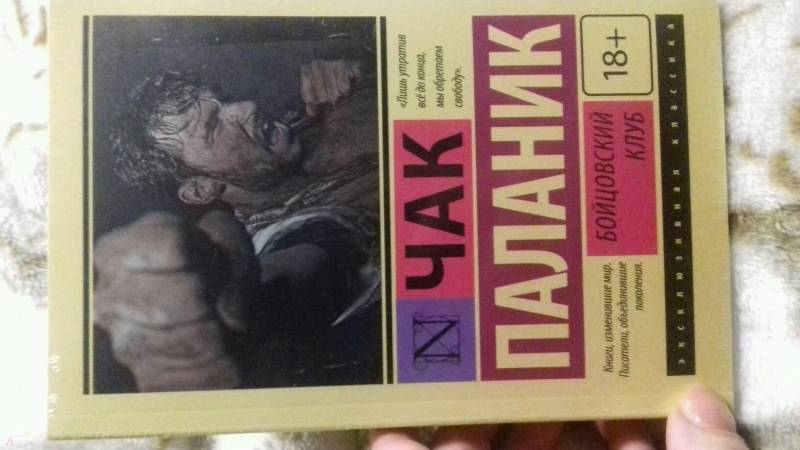 «Лишь утратив
всё до конца,
мы обретаем
свободу».
ЧАК
ПАЛАНИК
18+
БОЙЦОВСКИЙ
КЛУБ
Книги, изменившие мир.
Писатели, объединившие
поколения.
эксклюзивная классика